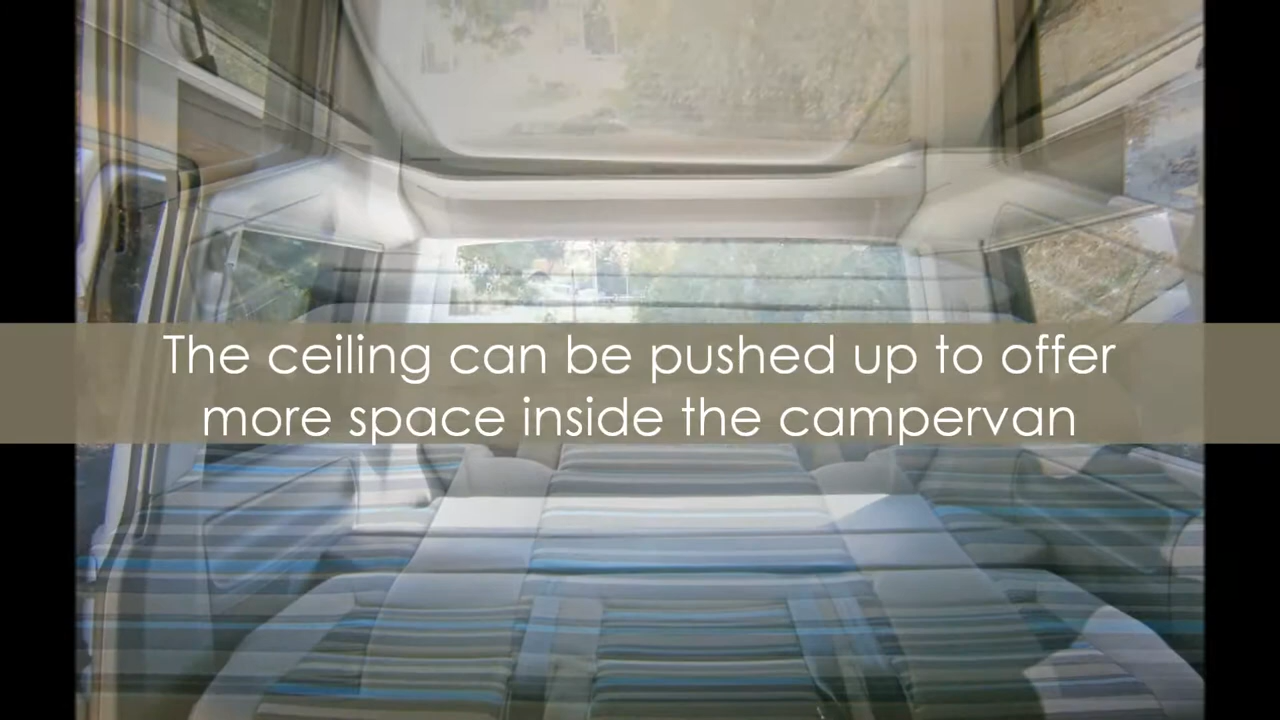 The ceiling can be pushed up to offer
more space inside the campervan